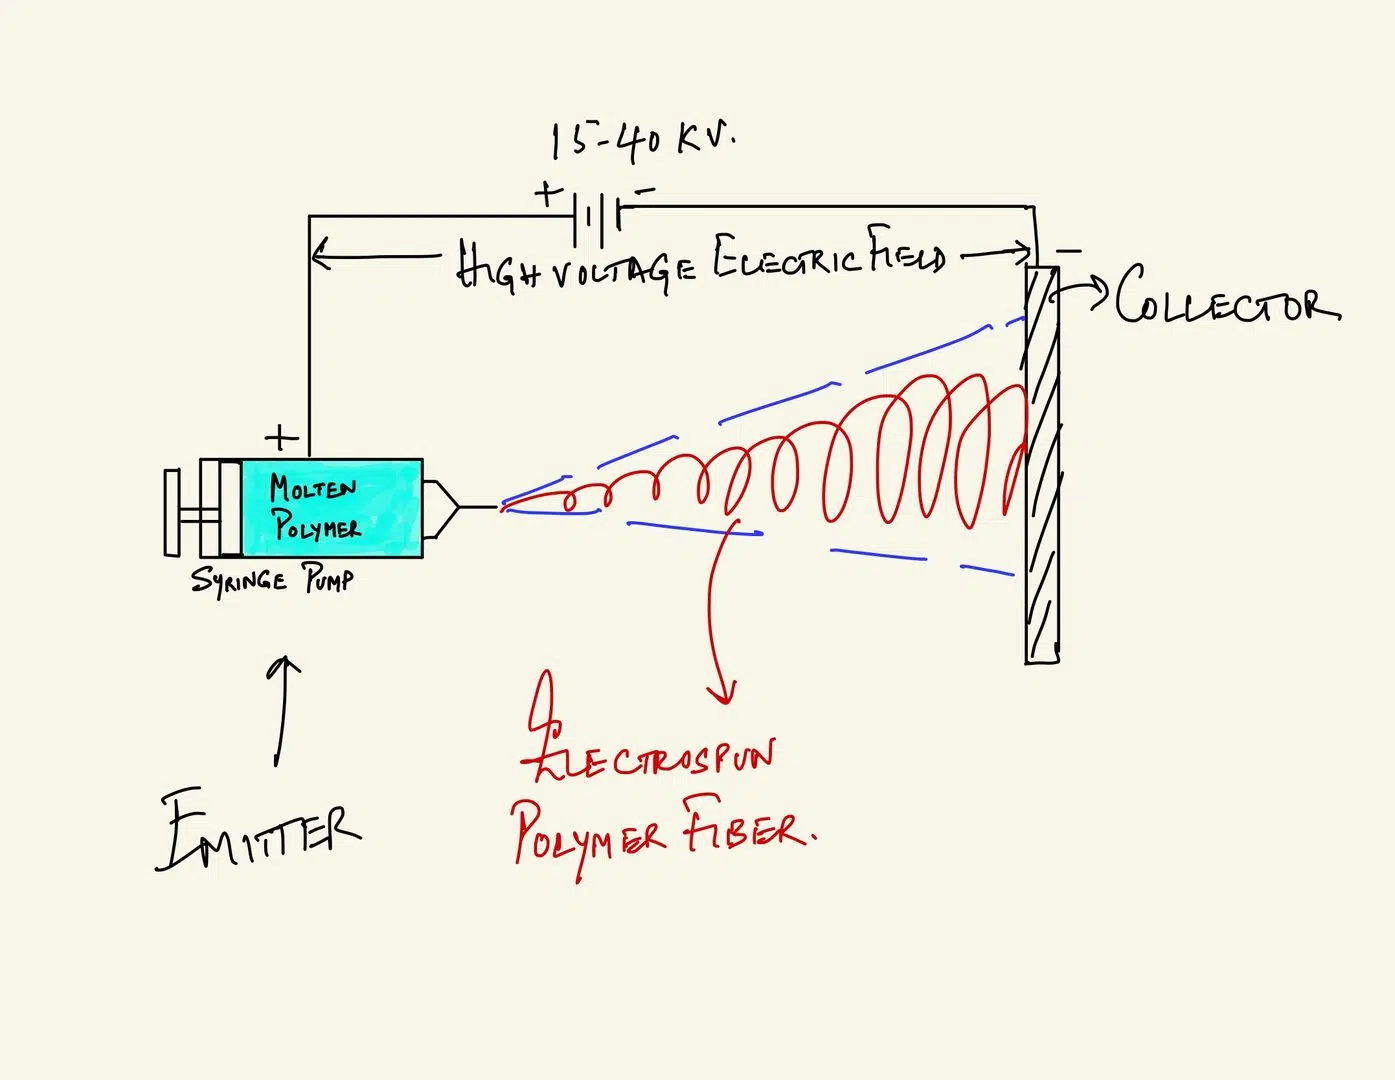 15-40 KV.
+ -
HIGH VOLTAGE ELECTRIC FIELD
-
COLLECTOR
+
MOLTEN
POLYMER
SYRINGE PUMP
EMITTER
ELECTROSPUN
POLYMER FIBER.